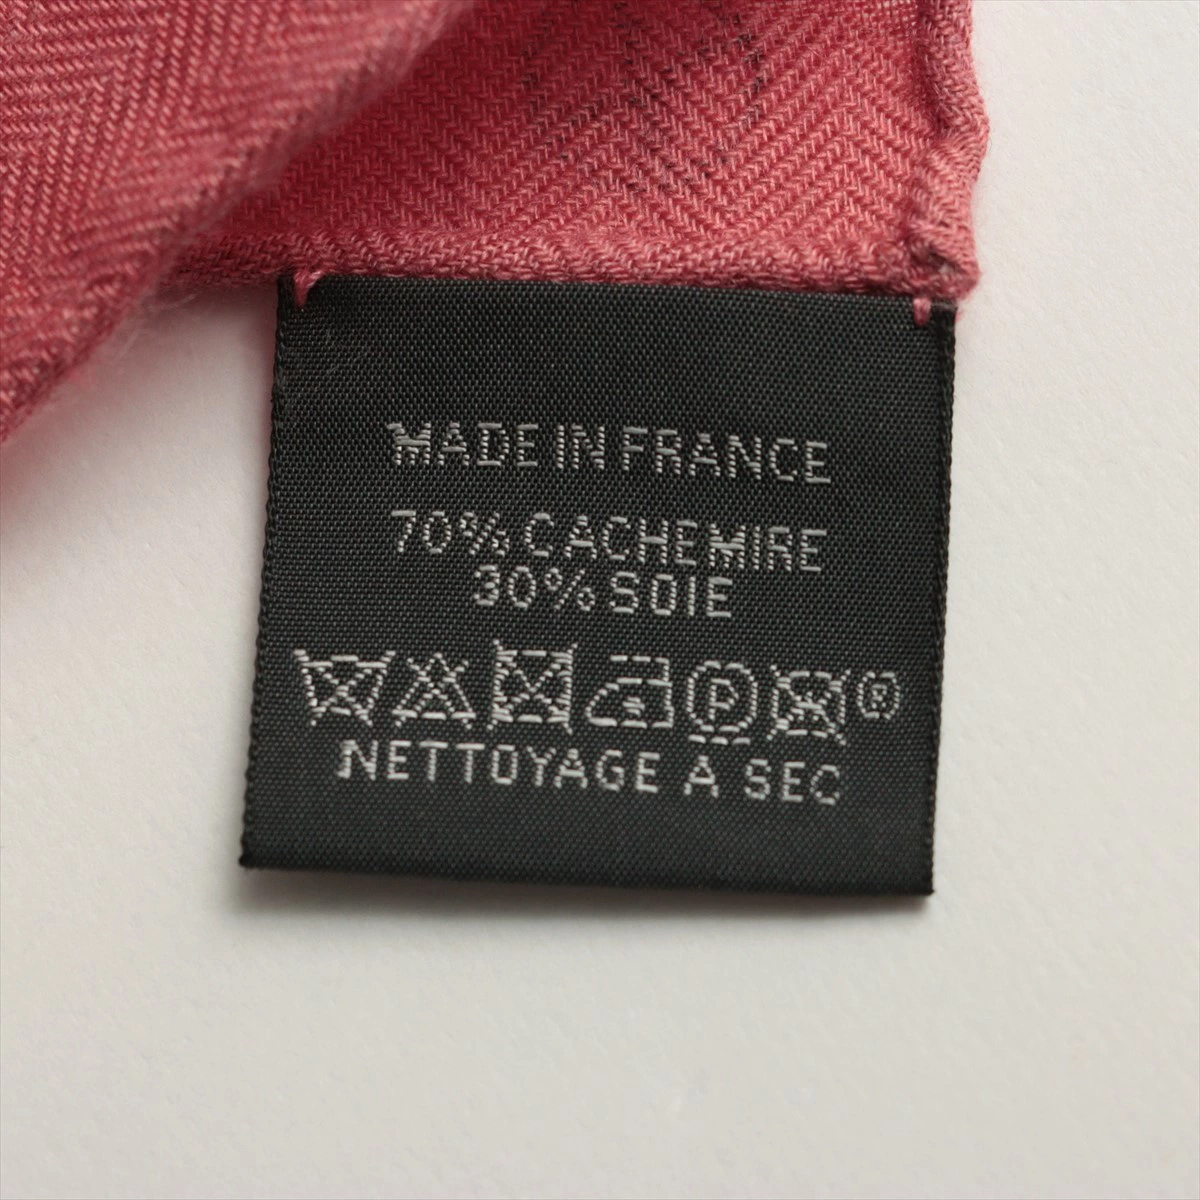 MADE IN FRANCE
70% CACHEMIRE
30% SOIE
P ®
NETTOYAGE A SEC